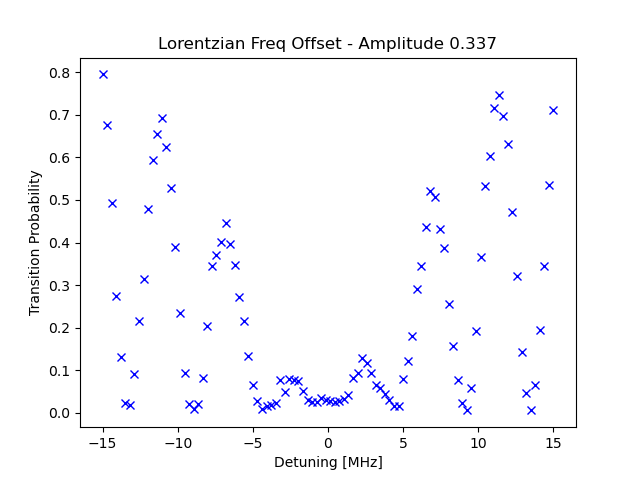 Lorentzian Freq Offset - Amplitude 0.337
Transition Probability
0.8
0.7
0.6
0.5
0.4
0.3
0.2
0.1
0.0
−15 −10 −5 0 5 10 15
Detuning [MHz]